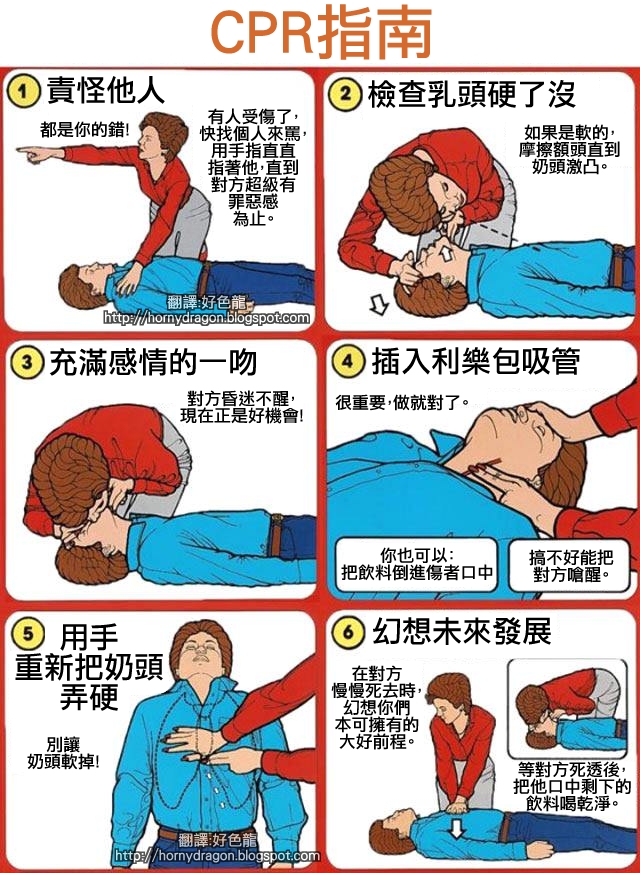 CPR指南
1 責怪他人
都是你的錯!
有人受傷了,
快找個人來罵,
用手指直直
指著他,直到
對方超級有
罪惡感
為止。
翻譯:好色龍
http://hornydragon.blogspot.com
2 檢查乳頭硬了沒
如果是軟的,
摩擦額頭直到
奶頭激凸。
3 充滿感情的一吻
對方昏迷不醒,
現在正是好機會!
4 插入利樂包吸管
很重要,做就對了。
你也可以:
把飲料倒進傷者口中
搞不好能把
對方嗆醒。
5 用手
重新把奶頭
弄硬
別讓
奶頭軟掉!
翻譯:好色龍
http://hornydragon.blogspot.com
6 幻想未來發展
在對方
慢慢死去時,
幻想你們
本可擁有的
大好前程。
等對方死透後,
把他口中剩下的
飲料喝乾淨。